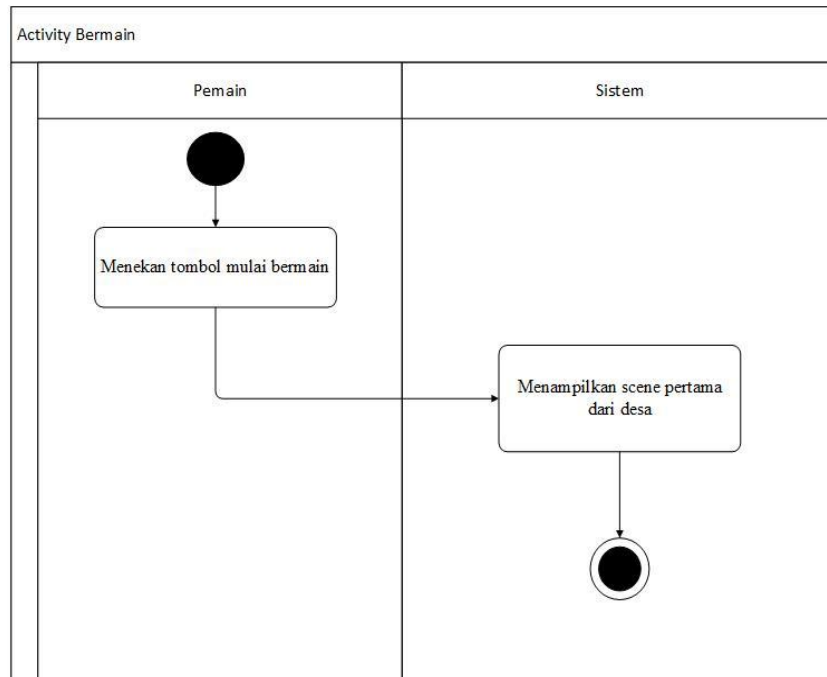 Activity Bermain
Pemain
Sistem
Menekan tombol mulai bermain
Menampilkan scene pertama
dari desa